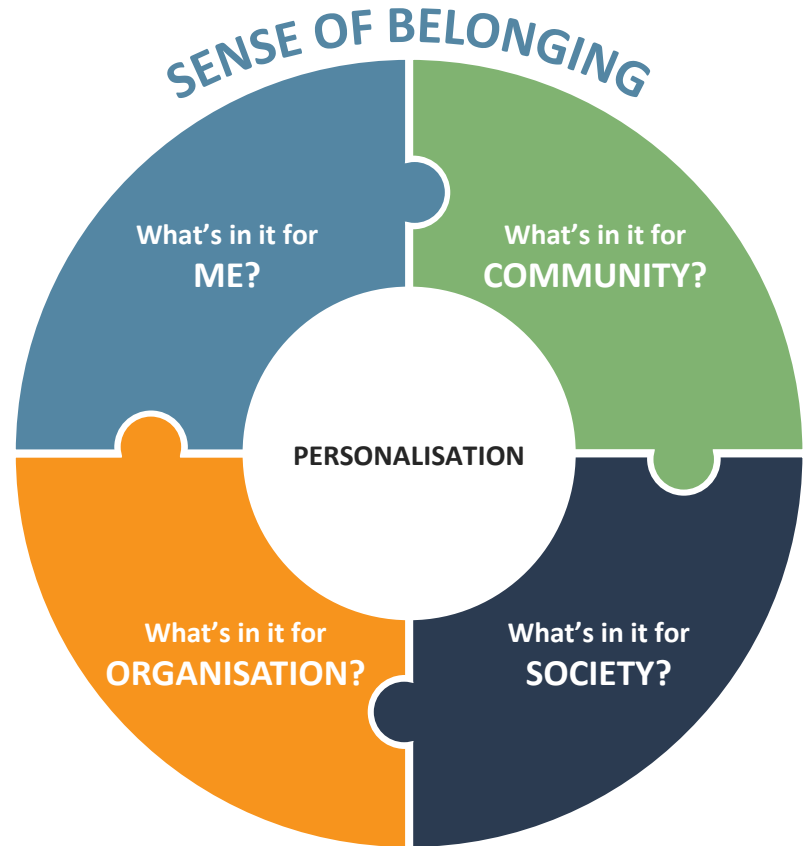 SENSE OF BELONGING
What’s in it for
ME?
What’s in it for
COMMUNITY?
PERSONALISATION
What’s in it for
ORGANISATION?
What’s in it for
SOCIETY?